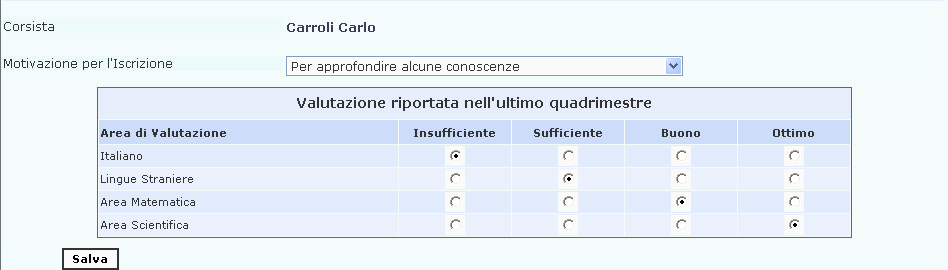 Corsista Carroli Carlo
Motivazione per l'Iscrizione Per approfondire alcune conoscenze
Valutazione riportata nell'ultimo quadrimestre
Area di Valutazione Insufficiente Sufficiente Buono Ottimo
Italiano
Lingue Straniere
Area Matematica
Area Scientifica
Salva